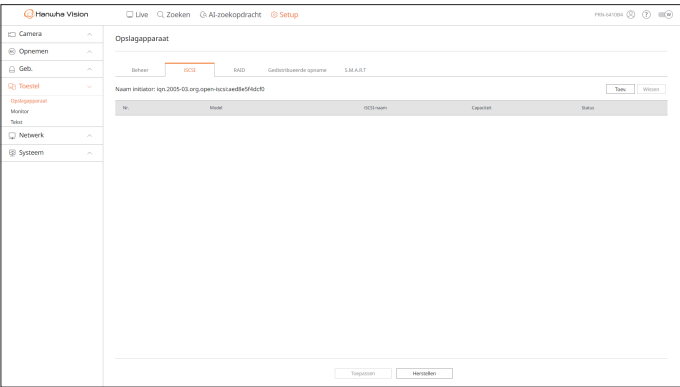 Hanwha Vision
Live Zoeken AI-zoekopdracht Setup
PRN-6410B4
W
Camera
Opnemen
Geb.
Toestel
Opslagapparaat
Monitor
Tekst
Netwerk
Systeem
Opslagapparaat
Beheer iSCSI RAID Gedistribueerde opname S.M.A.R.T
Naam initiator: iqn.2005-03.org.open-iscsi:aed8e5f4dcf0
Toev. Wissen
Nr. Model iSCSI naam Capaciteit Status
Toepassen Herstellen